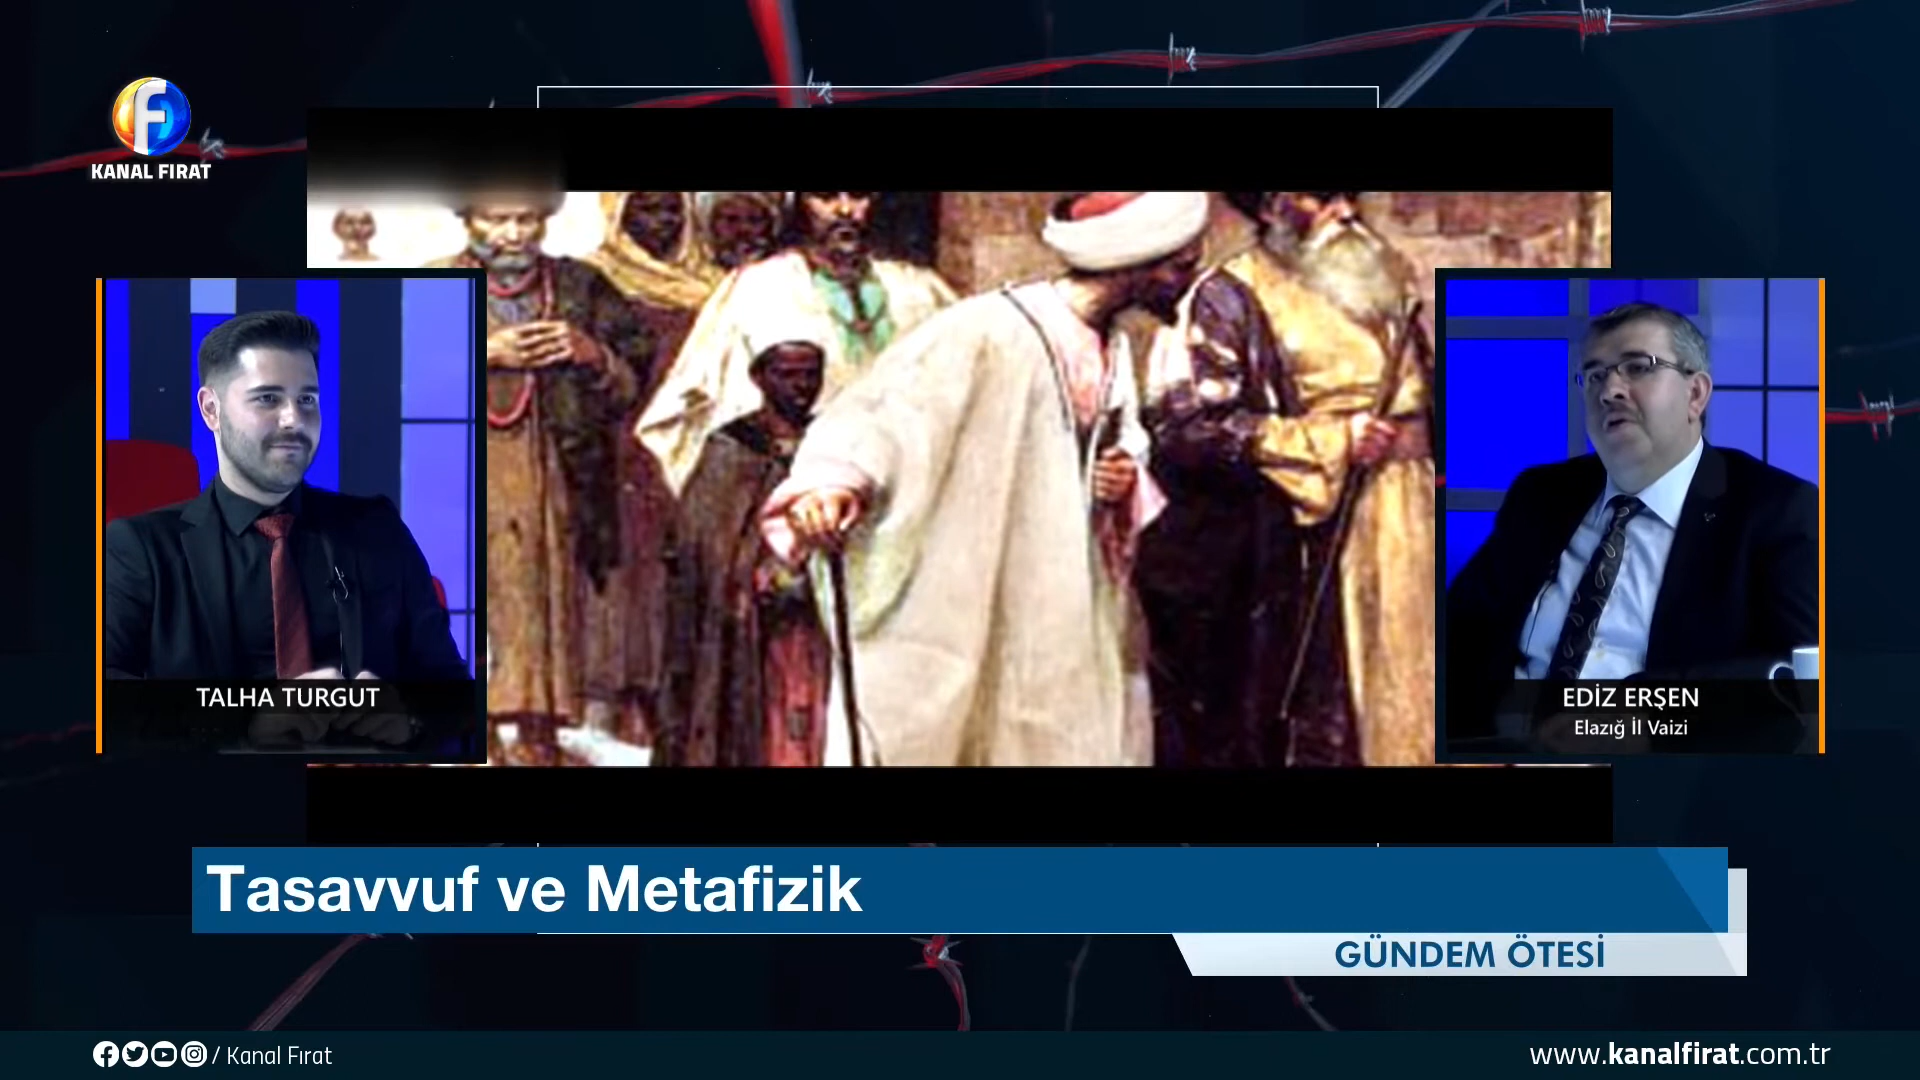 KANAL FIRAT
TALHA TURGUT
EDİZ ERŞEN
Elazığ İl Vaizi
Tasavvuf ve Metafizik
GÜNDEM ÖTESİ
/ Kanal Fırat
www.kanalfirat.com.tr